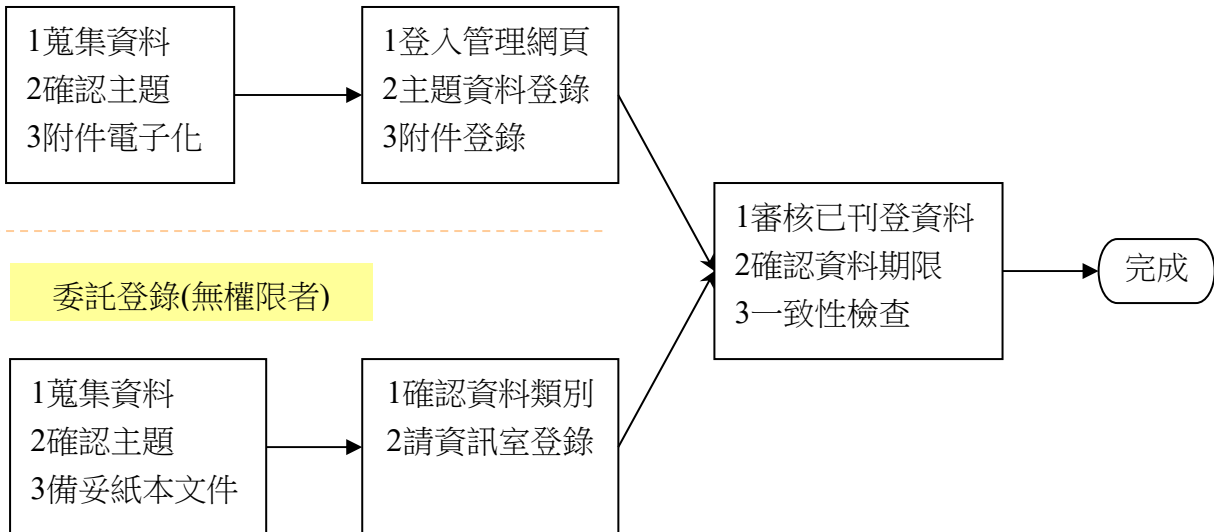 1蒐集資料
2確認主題
3附件電子化
1登入管理網頁
2主題資料登錄
3附件登錄
1審核已刊登資料
2確認資料期限
3一致性檢查
完成
委託登錄(無權限者)
1蒐集資料
2確認主題
3備妥紙本文件
1確認資料類別
2請資訊室登錄